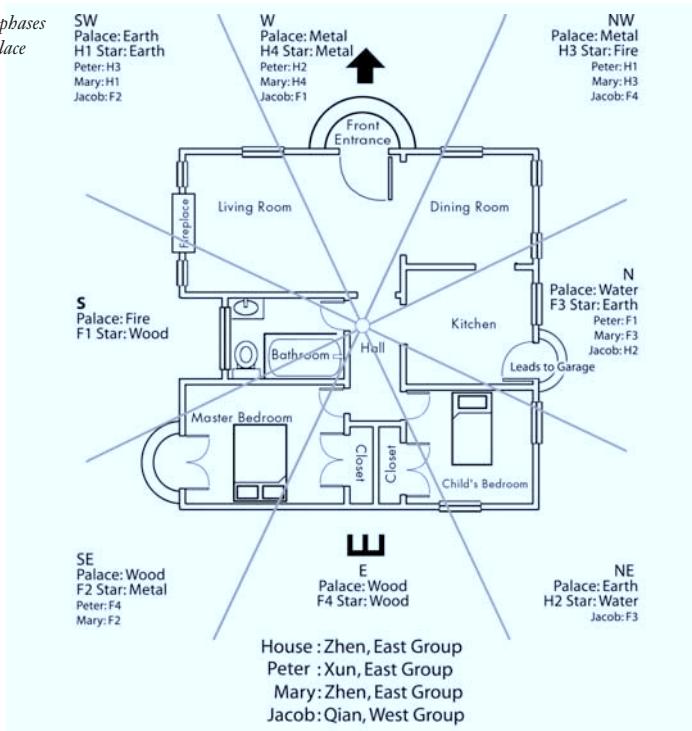 phases
lace
SW
Palace: Earth
H1 Star: Earth
Peter: H3
Mary: H1
Jacob: F2
W
Palace: Metal
H4 Star: Metal
Peter: H2
Mary: H4
Jacob: F1
NW
Palace: Metal
H3 Star: Fire
Peter: H1
Mary: H3
Jacob: F4
Front
Entrance
Living Room
Dining Room
Fireplace
S
Palace: Fire
F1 Star: Wood
N
Palace: Water
F3 Star: Earth
Peter: F1
Mary: F3
Jacob: H2
Kitchen
Hall
Bathroom
Leads to Garage
Master Bedroom
Closet
Closet
Child's Bedroom
SE
Palace: Wood
F2 Star: Metal
Peter: F4
Mary: F2
E
E
Palace: Wood
F4 Star: Wood
NE
Palace: Earth
H2 Star: Water
Jacob: F3
House : Zhen, East Group
Peter : Xun, East Group
Mary: Zhen, East Group
Jacob: Qian, West Group